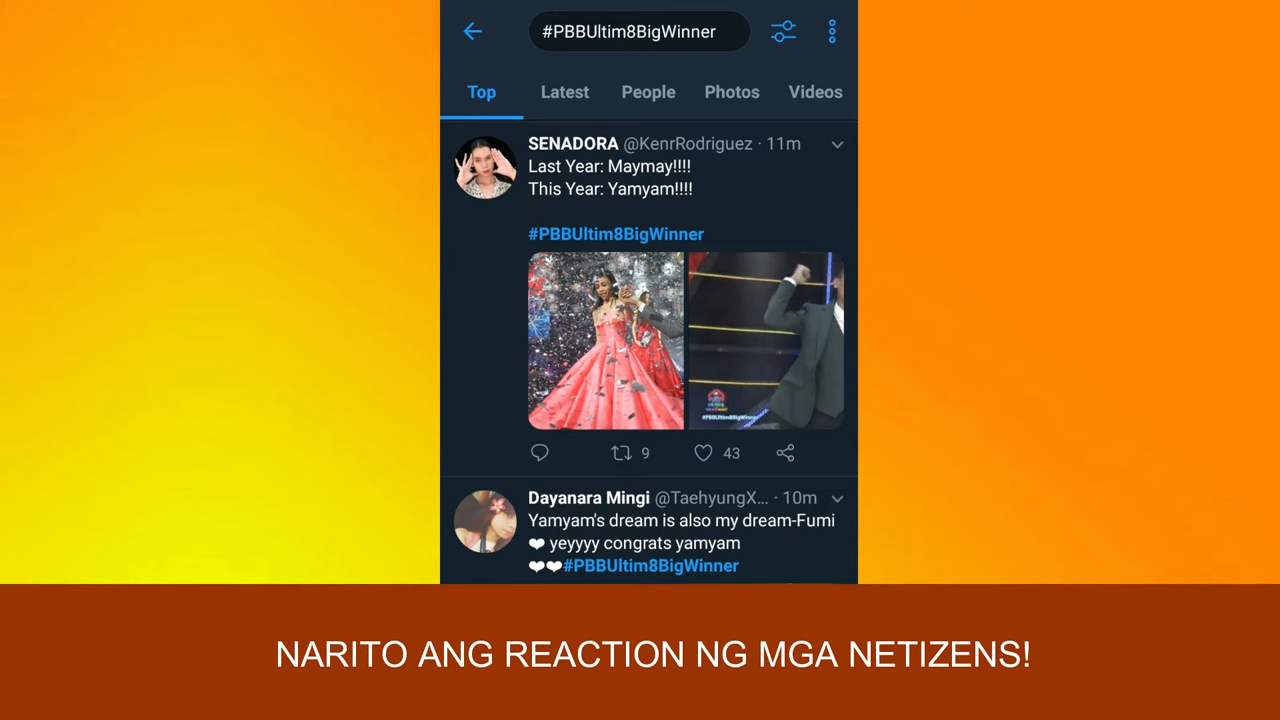 #PBBUltim8BigWinner
Top Latest People Photos Videos
SENADORA @KenrRodriguez · 11m
Last Year: Maymay!!!!
This Year: Yamyam!!!!
#PBBUltim8BigWinner
#PBBUltim8BigWinner
9 43
Dayanara Mingi @TaehyungX... · 10m
Yamyam's dream is also my dream-Fumi
❤ yeyyyy congrats yamyam
❤❤#PBBUltim8BigWinner
NARITO ANG REACTION NG MGA NETIZENS!